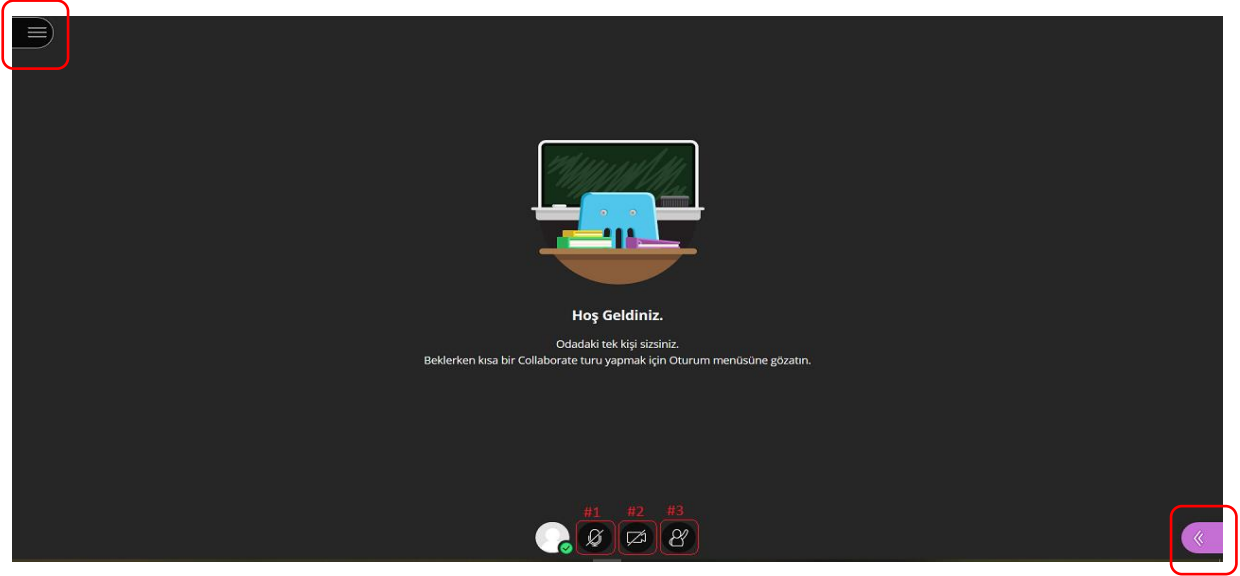 Hoş Geldiniz.
Odadaki tek kişi sizsiniz.
Beklerken kısa bir Collaborate turu yapmak için Oturum menüsüne gözatın.
#1 #2 #3